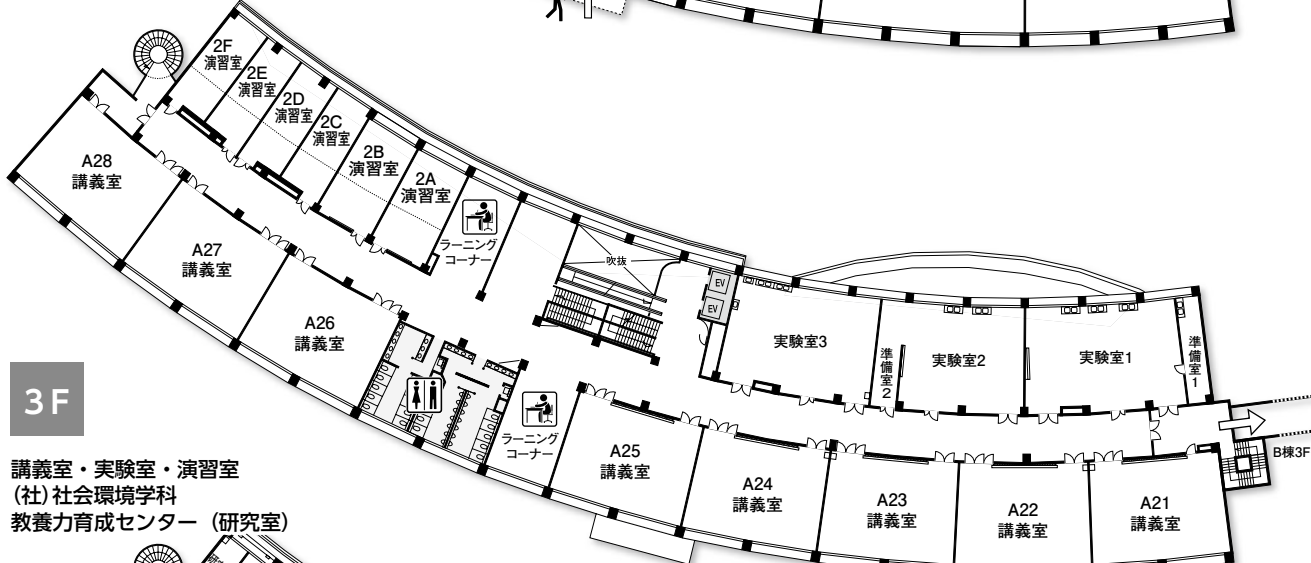 2F
演習室
2E
演習室
2D
演習室
2C
演習室
2B
演習室
2A
演習室
ラーニング
コーナー
吹抜
EV
EV
A28
講義室
A27
講義室
A26
講義室
実験室3
準備室2
実験室2
実験室1
準備室1
ラーニング
コーナー
A25
講義室
A24
講義室
A23
講義室
A22
講義室
A21
講義室
B棟3F
3F
講義室・実験室・演習室
(社)社会環境学科
教養力育成センター（研究室）